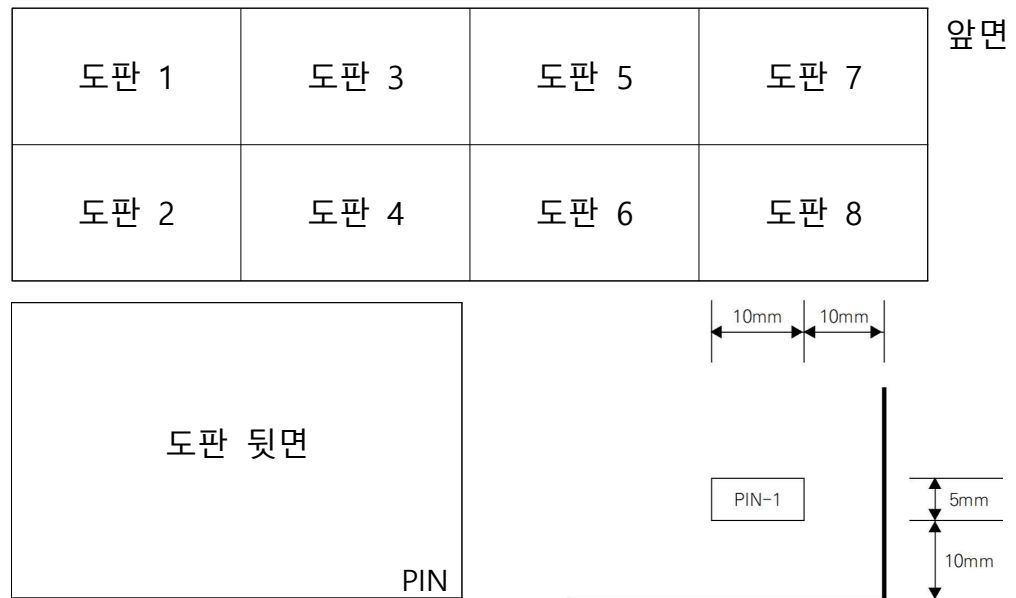 앞면
도판 1 도판 3 도판 5 도판 7
도판 2 도판 4 도판 6 도판 8
10mm 10mm
도판 뒷면
PIN-1 5mm
10mm
PIN